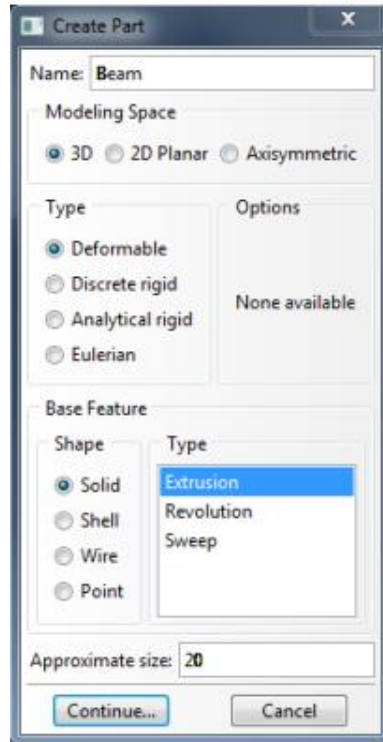 Create Part
X
Name: Beam
Modeling Space
3D 2D Planar Axisymmetric
Type Options
Deformable
Discrete rigid
Analytical rigid
Eulerian
None available
Base Feature
Shape Type
Solid
Shell
Wire
Point
Extrusion
Revolution
Sweep
Approximate size: 20
Continue... Cancel